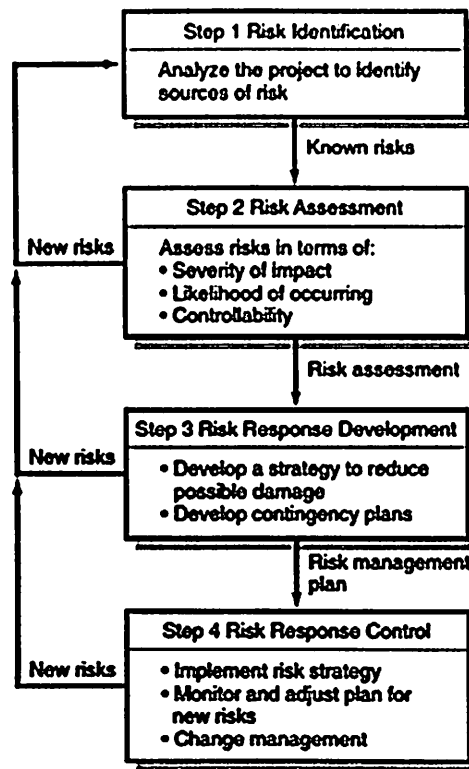 Step 1 Risk Identification
Analyze the project to identify
sources of risk
Known risks
Step 2 Risk Assessment
New risks
Assess risks in terms of:
• Severity of impact
• Likelihood of occurring
• Controllability
Risk assessment
Step 3 Risk Response Development
New risks
• Develop a strategy to reduce
possible damage
• Develop contingency plans
Risk management
plan
Step 4 Risk Response Control
New risks
• Implement risk strategy
• Monitor and adjust plan for
new risks
• Change management